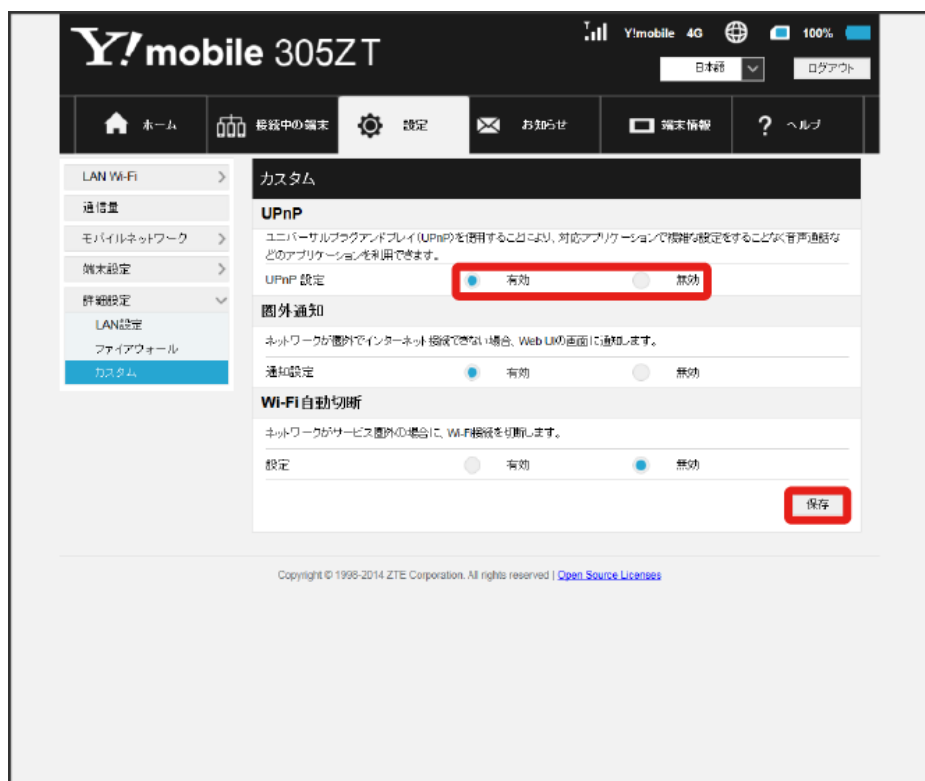 Y!mobile 305ZT
Y!mobile 4G 100%
日本語 ログアウト
ホーム 接続中の端末 設定 お知らせ 端末情報 ? ヘルプ
LAN Wi-Fi
通信量
モバイルネットワーク
端末設定
詳細設定
LAN設定
ファイアウォール
カスタム
カスタム
UPnP
ユニバーサルプラグアンドプレイ(UPnP)を使用することにより、対応アプリケーションで複雑な設定をすることなく音声通話な
どのアプリケーションを利用できます。
UPnP 設定 有効 無効
圏外通知
ネットワークが圏外でインターネット接続できない場合、Web UIの画面に通知します。
通知設定 有効 無効
Wi-Fi自動切断
ネットワークがサービス圏外の場合に、Wi-Fi接続を切断します。
設定 有効 無効
保存
Copyright © 1998-2014 ZTE Corporation. All rights reserved | Open Source Licenses